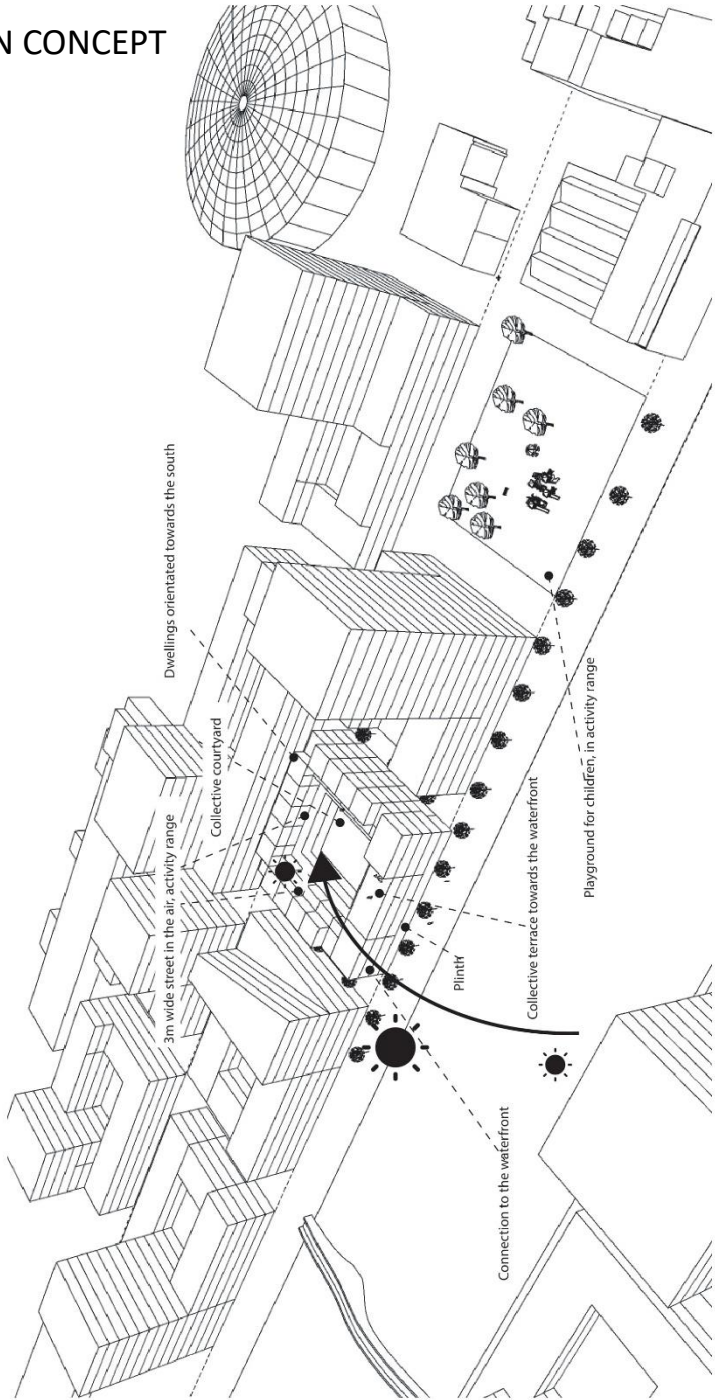 N CONCEPT
Dwellings orientated towards the south
Collective courtyard
3m wide street in the air, activity range
Playground for children, in activity range
Collective terrace towards the waterfront
Plinth
Connection to the waterfront